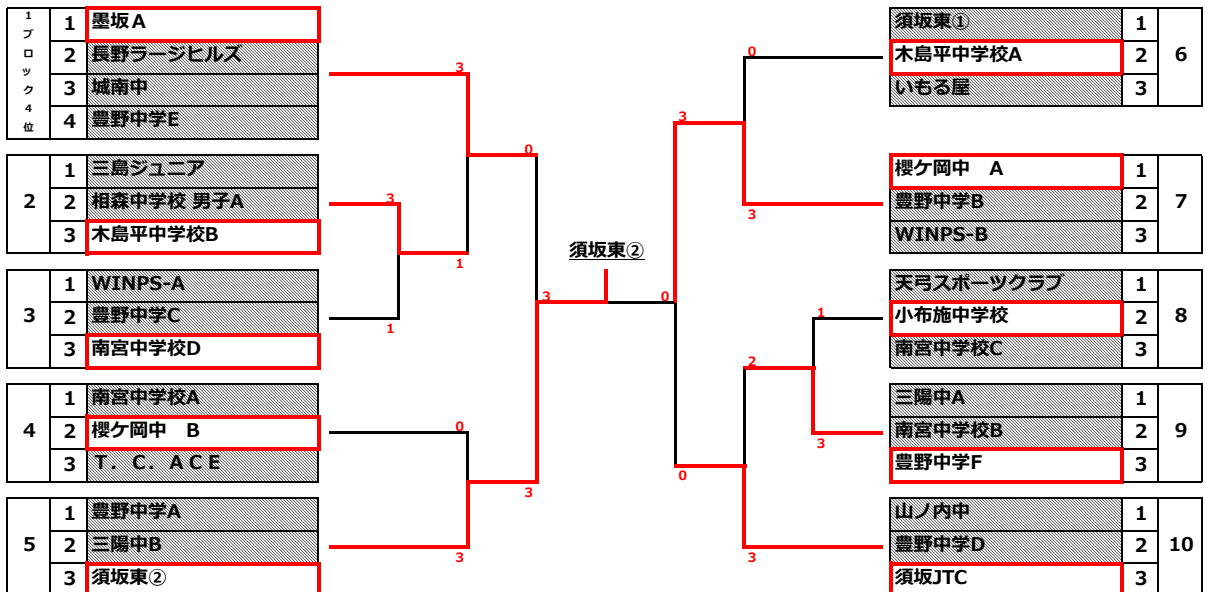 1ブロック4位
1 墨坂A
2 長野ラージヒルズ
3 城南中
4 豊野中学E
2
1 三島ジュニア
2 相森中学校 男子A
3 木島平中学校B
3
1 WINPS-A
2 豊野中学C
3 南宮中学校D
4
1 南宮中学校A
2 櫻ケ岡中 B
3 T. C. ACE
5
1 豊野中学A
2 三陽中B
3 須坂東②
3
0
3
1
1
0
3
3
3
須坂東②
0
0
3
3
1
2
3
0
3
須坂東① 1
木島平中学校A 2
いもる屋 3
6
櫻ケ岡中 A 1
豊野中学B 2
WINPS-B 3
7
天弓スポーツクラブ 1
小布施中学校 2
南宮中学校C 3
8
三陽中A 1
南宮中学校B 2
豊野中学F 3
9
山ノ内中 1
豊野中学D 2
須坂JTC 3
10